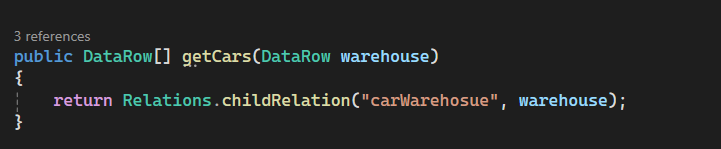 3 references
public DataRow[] getCars(DataRow warehouse)
{
return Relations.childRelation("carWarehosue", warehouse);
}